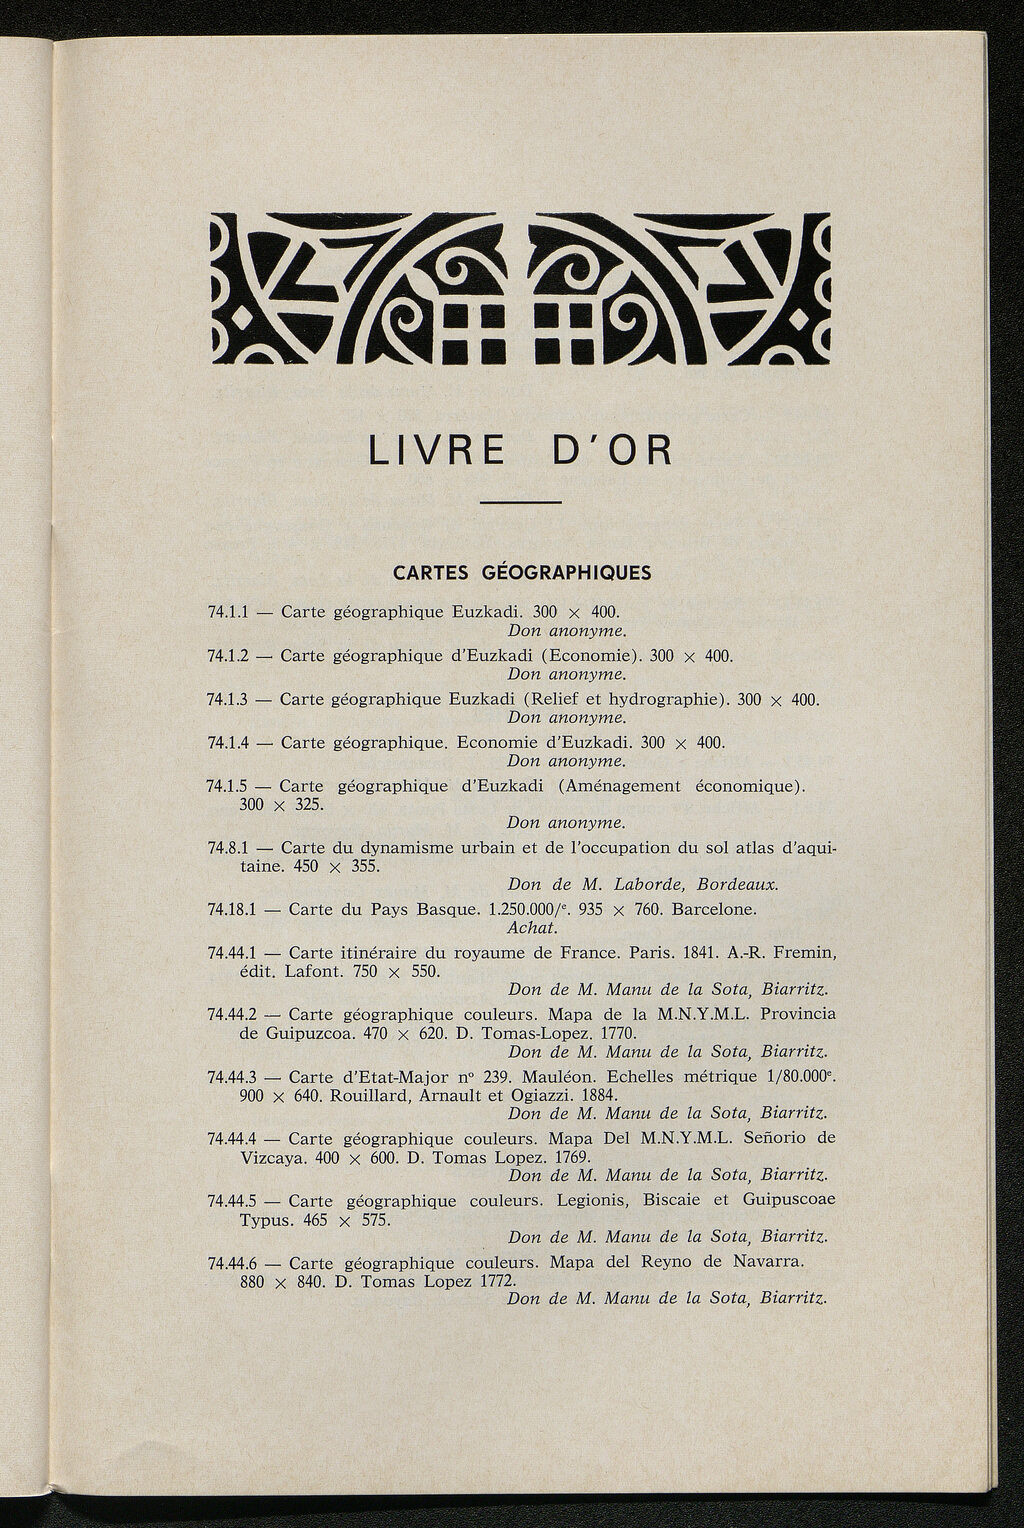 LIVRE D'OR
CARTES GÉOGRAPHIQUES
74.1.1 — Carte géographique Euzkadi. 300 × 400.
Don anonyme.
74.1.2 — Carte géographique d'Euzkadi (Economie). 300 × 400.
Don anonyme.
74.1.3 — Carte géographique Euzkadi (Relief et hydrographie). 300 × 400.
Don anonyme.
74.1.4 — Carte géographique. Economie d'Euzkadi. 300 × 400.
Don anonyme.
74.1.5 — Carte géographique d'Euzkadi (Aménagement économique).
300 × 325.
Don anonyme.
74.8.1 — Carte du dynamisme urbain et de l'occupation du sol atlas d'aqui-
taine. 450 × 355.
Don de M. Laborde, Bordeaux.
74.18.1 — Carte du Pays Basque. 1.250.000/ᵉ. 935 × 760. Barcelone.
Achat.
74.44.1 — Carte itinéraire du royaume de France. Paris. 1841. A.-R. Fremin,
édit. Lafont. 750 × 550.
Don de M. Manu de la Sota, Biarritz.
74.44.2 — Carte géographique couleurs. Mapa de la M.N.Y.M.L. Provincia
de Guipuzcoa. 470 × 620. D. Tomas-Lopez. 1770.
Don de M. Manu de la Sota, Biarritz.
74.44.3 — Carte d'Etat-Major nº 239. Mauléon. Echelles métrique 1/80.000ᵉ.
900 × 640. Rouillard, Arnault et Ogiazzi. 1884.
Don de M. Manu de la Sota, Biarritz.
74.44.4 — Carte géographique couleurs. Mapa Del M.N.Y.M.L. Señorio de
Vizcaya. 400 × 600. D. Tomas Lopez. 1769.
Don de M. Manu de la Sota, Biarritz.
74.44.5 — Carte géographique couleurs. Legionis, Biscaie et Guipuscoae
Typus. 465 × 575.
Don de M. Manu de la Sota, Biarritz.
74.44.6 — Carte géographique couleurs. Mapa del Reyno de Navarra.
880 × 840. D. Tomas Lopez 1772.
Don de M. Manu de la Sota, Biarritz.